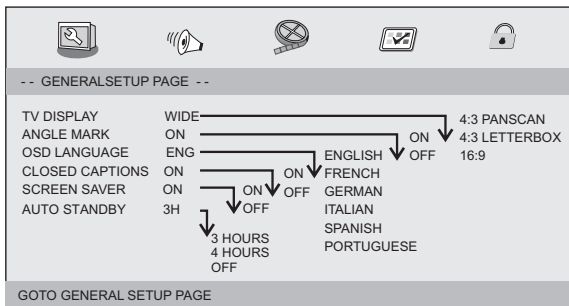 - - GENERALSETUP PAGE - -
TV DISPLAY WIDE 4:3 PANSCAN
ANGLE MARK ON ON 4:3 LETTERBOX
OSD LANGUAGE ENG ENGLISH OFF 16:9
CLOSED CAPTIONS ON ON FRENCH
SCREEN SAVER ON ON OFF GERMAN
AUTO STANDBY 3H OFF ITALIAN
SPANISH
3 HOURS PORTUGUESE
4 HOURS
OFF
GOTO GENERAL SETUP PAGE